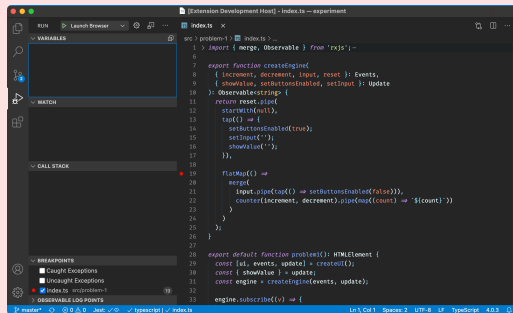 [Extension Development Host] - index.ts — experiment
RUN
Launch Browser
index.ts
src > problem-1 > index.ts > ...
VARIABLES
WATCH
CALL STACK
BREAKPOINTS
Caught Exceptions
Uncaught Exceptions
index.ts src/problem-1 19
OBSERVABLE LOG POINTS
1 import { merge, Observable } from 'rxjs';
6
7 export function createEngine(
8 { increment, decrement, input, reset }: Events,
9 { showValue, setButtonsEnabled, setInput }: Update
10 ): Observable<string> {
11 return reset.pipe(
12 startWith(null),
13 tap(() => {
14 setButtonsEnabled(true);
15 setInput('');
16 showValue('');
17 }),
18
19 flatMap(() =>
20 merge(
21 input.pipe(tap(() => setButtonsEnabled(false))),
22 counter(increment, decrement).pipe(map((count) => `${count}`))
23 )
24 )
25 );
26 }
27
28 export default function problem1(): HTMLElement {
29 const [ui, events, update] = createUI();
30 const { showValue } = update;
31 const engine = createEngine(events, update);
32
33 engine.subscribe((v) => {
master* 0 0 Jest: typescript | index.ts Ln 1, Col 1 Spaces: 2 UTF-8 LF TypeScript 4.0.3